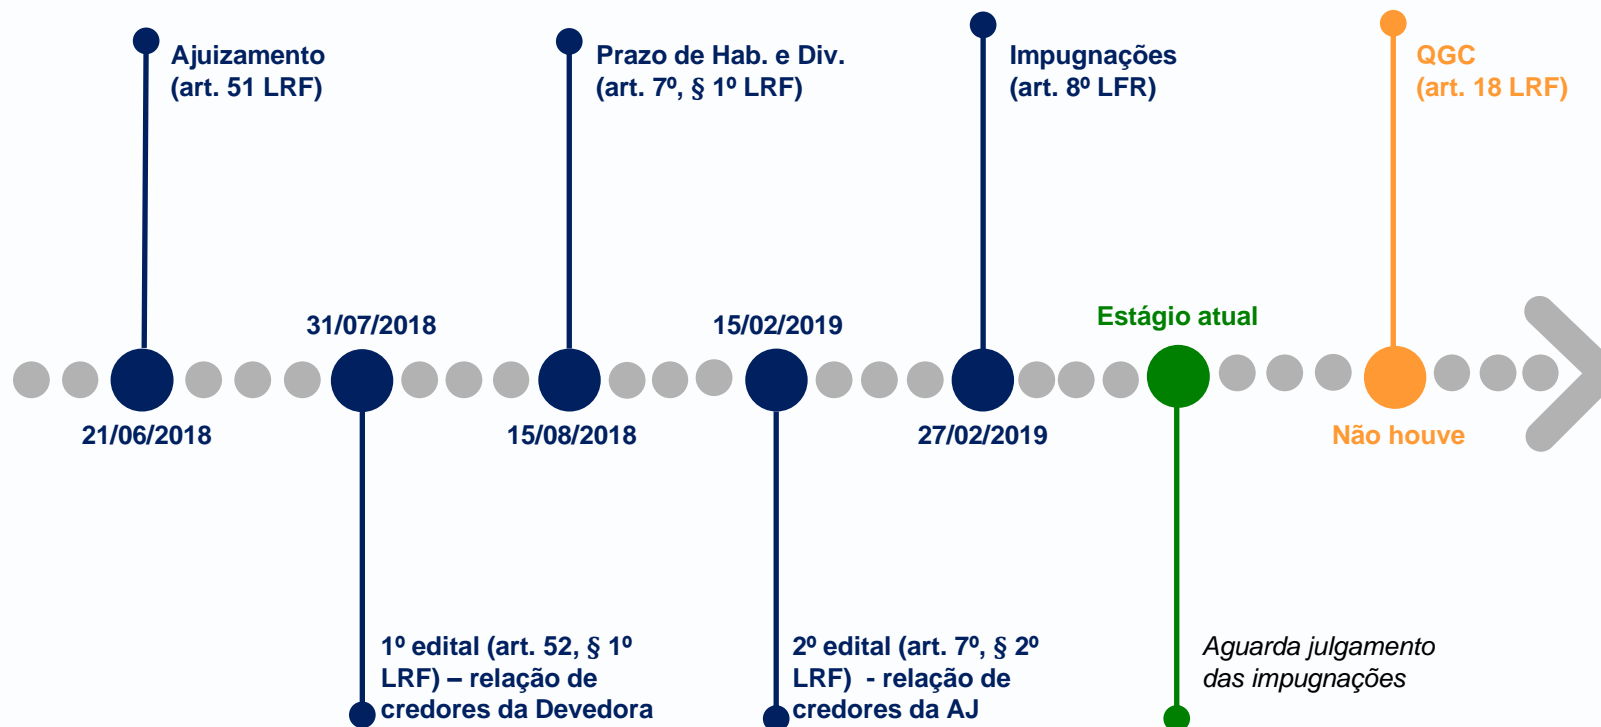 Ajuizamento
(art. 51 LRF)
Prazo de Hab. e Div.
(art. 7º, § 1º LRF)
Impugnações
(art. 8º LFR)
QGC
(art. 18 LRF)
31/07/2018
15/02/2019
Estágio atual
21/06/2018
15/08/2018
27/02/2019
Não houve
1º edital (art. 52, § 1º
LRF) – relação de
credores da Devedora
2º edital (art. 7º, § 2º
LRF)  - relação de
credores da AJ
Aguarda julgamento
das impugnações